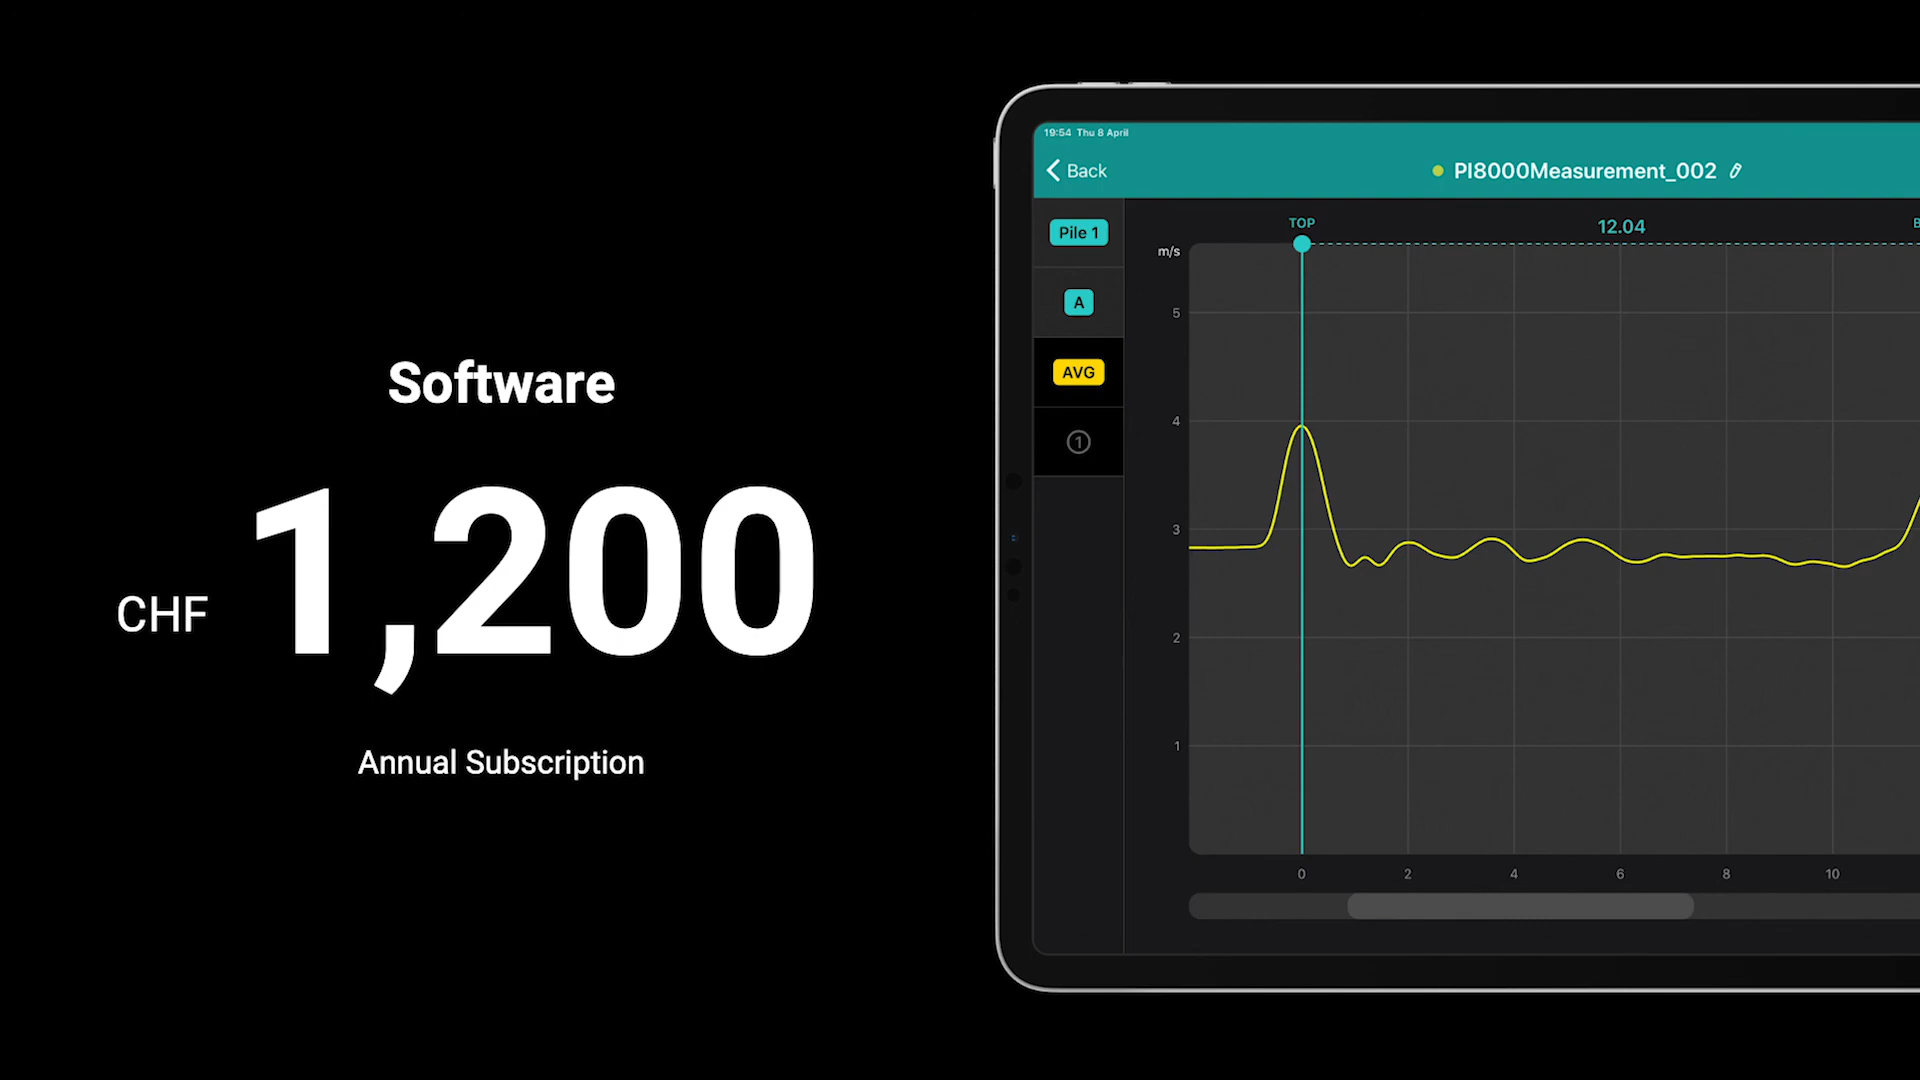 Software
CHF 1,200
Annual Subscription
19:54 Thu 8 April
Back
PI8000Measurement_002
Pile 1
A
AVG
1
TOP
12.04
B
m/s
5
4
3
2
1
0 2 4 6 8 10